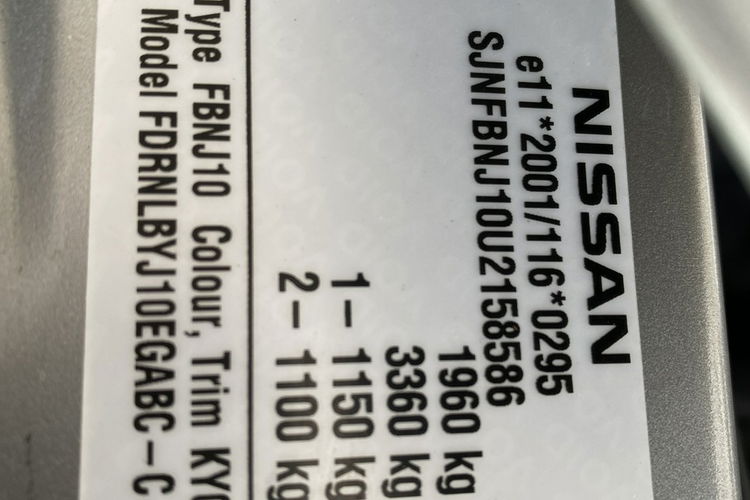 NISSAN
e11*2001/116*0295
SJNFBNJ10U2158586
1960 kg
3360 kg
1- 1150 kg
2- 1100 kg
Type FBNJ10 Colour, Trim KY0
Model FDRNLBYJ10EGABC-C